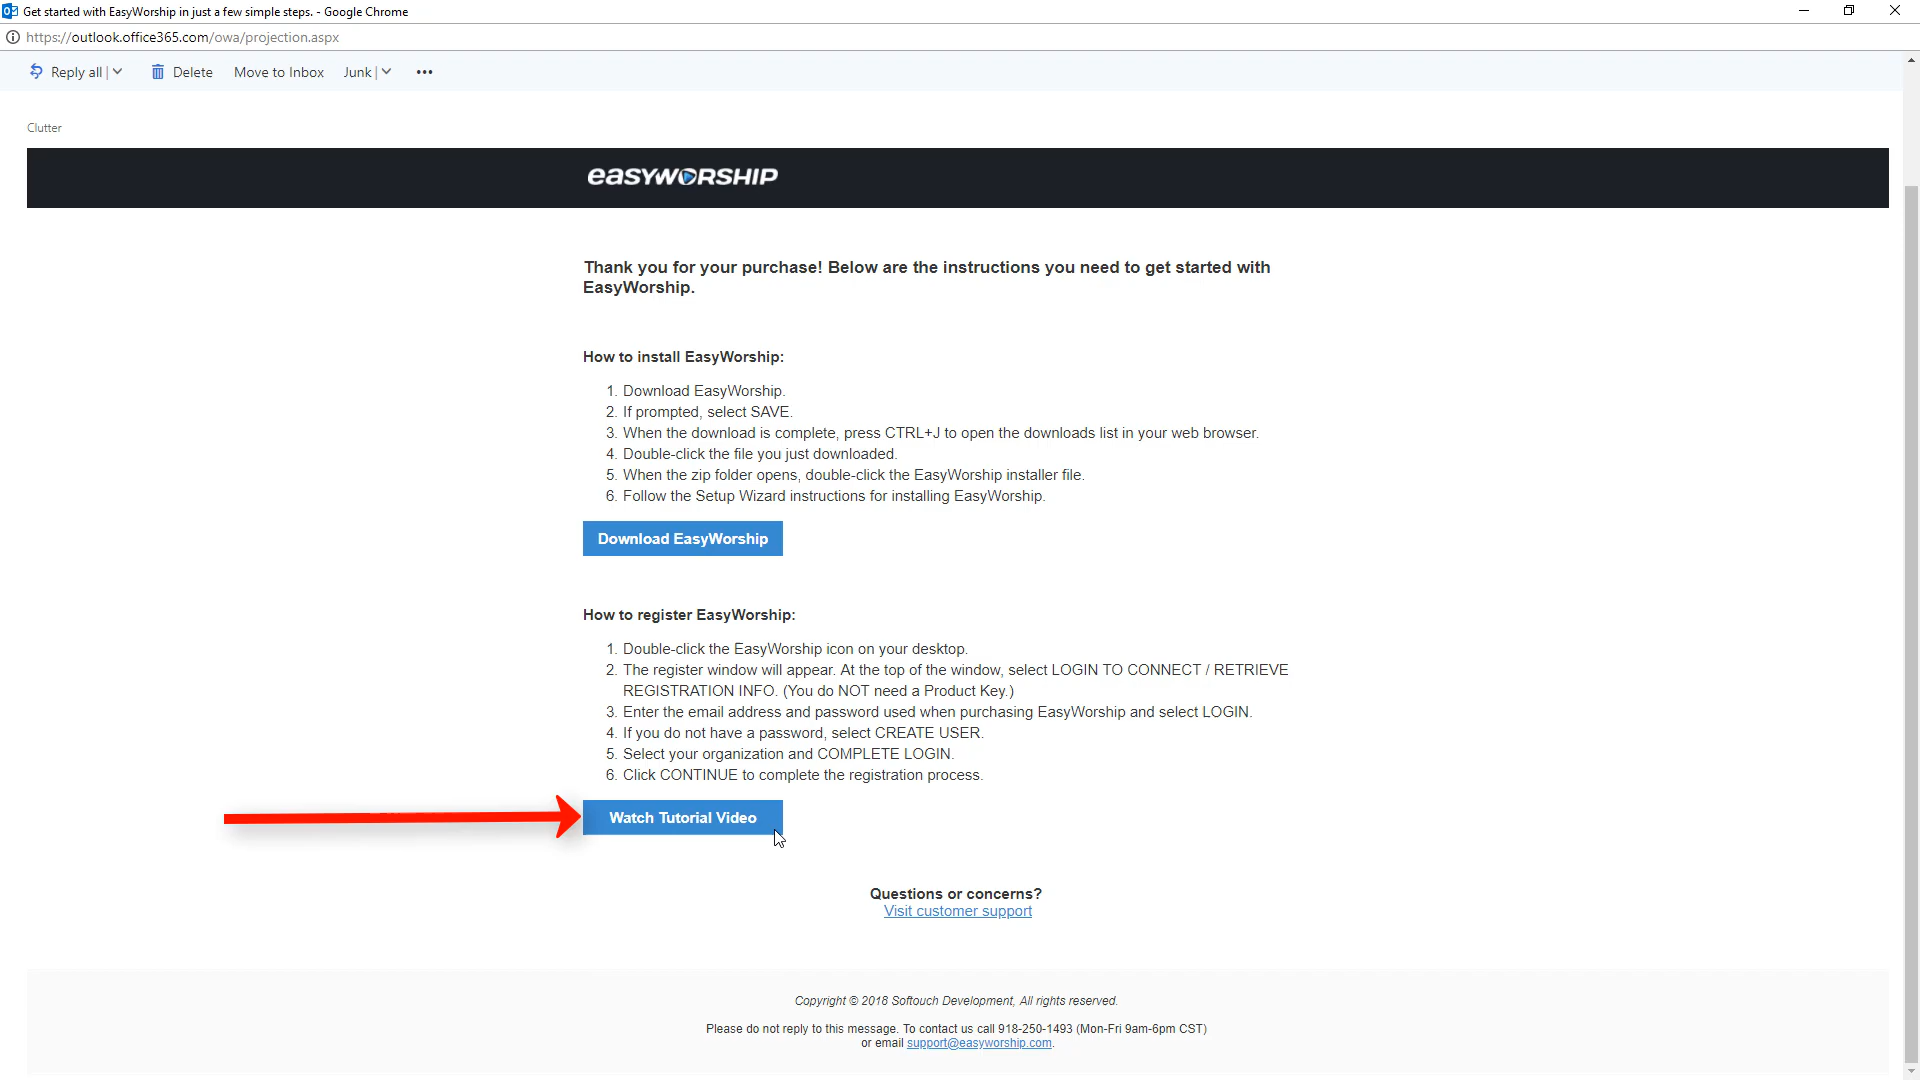 Get started with EasyWorship in just a few simple steps. - Google Chrome
https://outlook.office365.com/owa/projection.aspx
Reply all | Delete Move to Inbox Junk | •••
Clutter
easyworship
Thank you for your purchase! Below are the instructions you need to get started with
EasyWorship.
How to install EasyWorship:
1. Download EasyWorship.
2. If prompted, select SAVE.
3. When the download is complete, press CTRL+J to open the downloads list in your web browser.
4. Double-click the file you just downloaded.
5. When the zip folder opens, double-click the EasyWorship installer file.
6. Follow the Setup Wizard instructions for installing EasyWorship.
Download EasyWorship
How to register EasyWorship:
1. Double-click the EasyWorship icon on your desktop.
2. The register window will appear. At the top of the window, select LOGIN TO CONNECT / RETRIEVE
REGISTRATION INFO. (You do NOT need a Product Key.)
3. Enter the email address and password used when purchasing EasyWorship and select LOGIN.
4. If you do not have a password, select CREATE USER.
5. Select your organization and COMPLETE LOGIN.
6. Click CONTINUE to complete the registration process.
Watch Tutorial Video
Questions or concerns?
Visit customer support
Copyright © 2018 Softouch Development, All rights reserved.
Please do not reply to this message. To contact us call 918-250-1493 (Mon-Fri 9am-6pm CST)
or email support@easyworship.com.